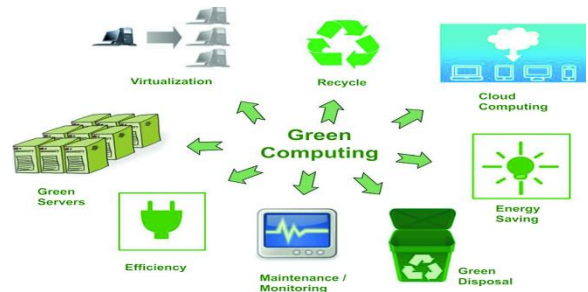 Virtualization
Recycle
Cloud
Computing
Green
Computing
Green
Servers
Energy
Saving
Efficiency
Maintenance /
Monitoring
Green
Disposal